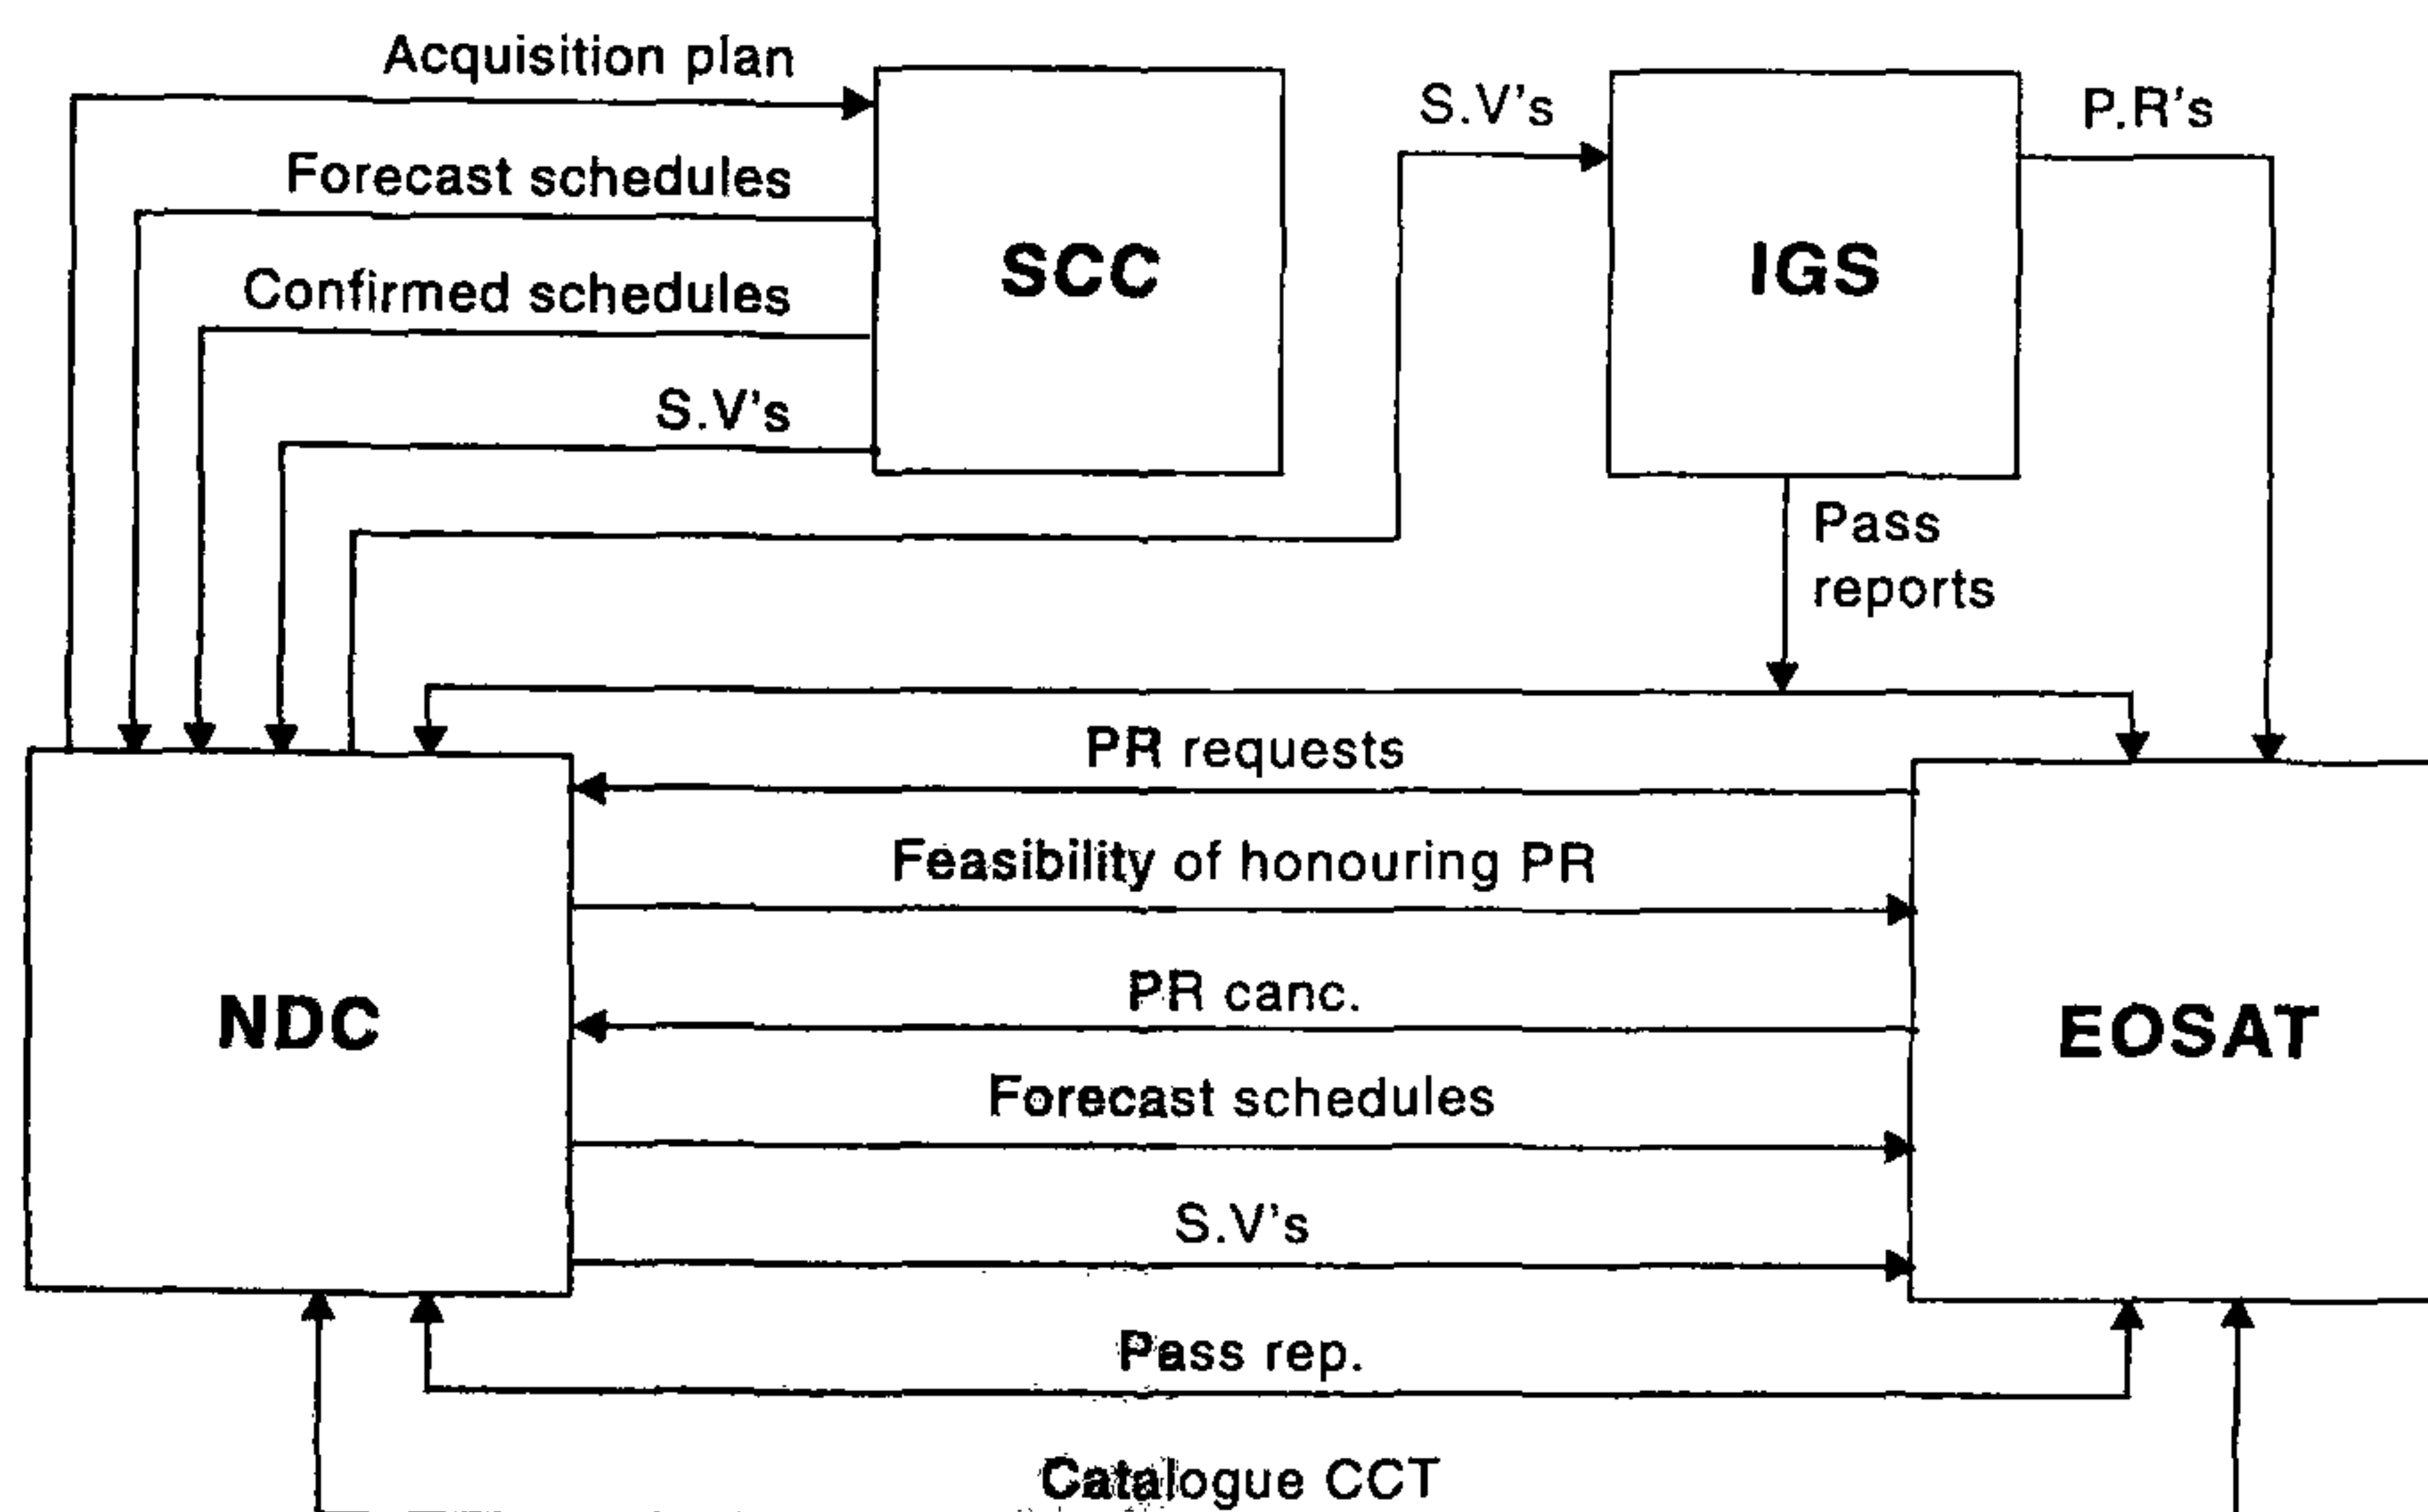 Acquisition plan
Forecast schedules
Confirmed schedules
S.V's
SCC
S.V's
IGS
P.R's
Pass
reports
PR requests
Feasibility of honouring PR
PR canc.
Forecast schedules
S.V's
NDC
EOSAT
Pass rep.
Catalogue CCT